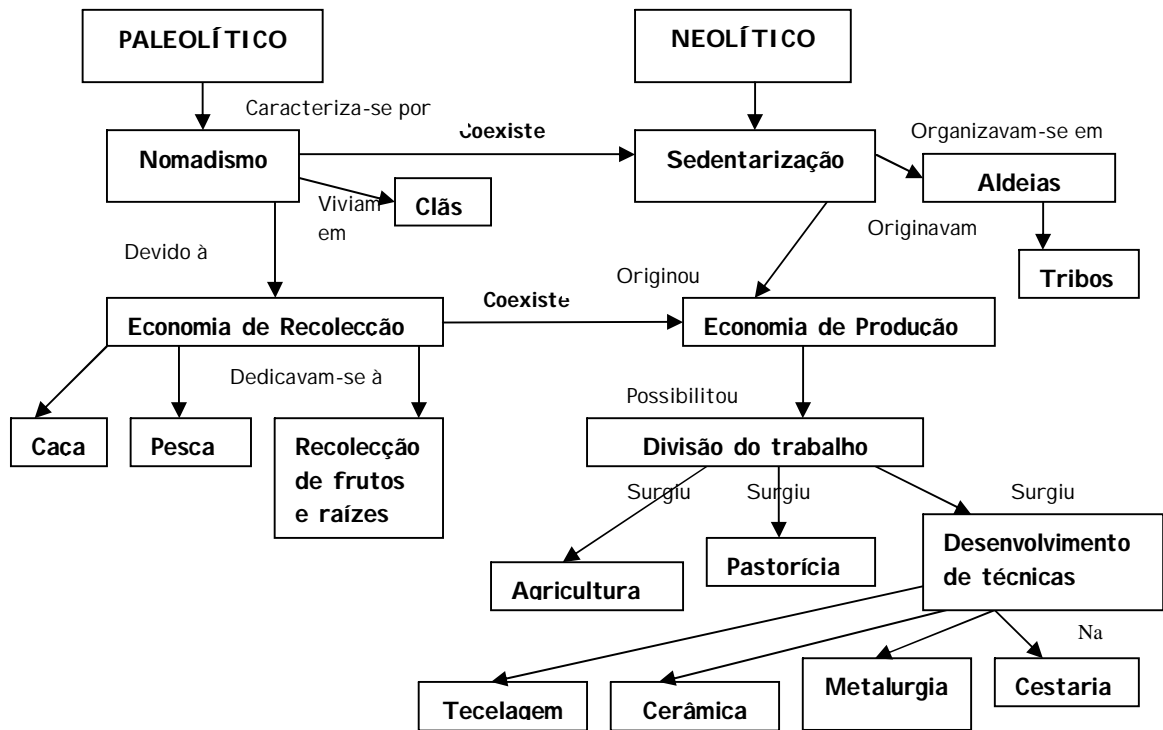 PALEOLÍTICO
NEOLÍTICO
Caracteriza-se por
Coexiste
Organizavam-se em
Nomadismo
Sedentarização
Aldeias
Viviam
em
Clãs
Originavam
Devido à
Originou
Tribos
Coexiste
Economia de Recolecção
Economia de Produção
Dedicavam-se à
Possibilitou
Caca
Pesca
Recolecção
de frutos
e raízes
Divisão do trabalho
Surgiu
Surgiu
Surgiu
Desenvolvimento
de técnicas
Pastorícia
Agricultura
Na
Metalurgia
Cestaria
Tecelagem
Cerâmica